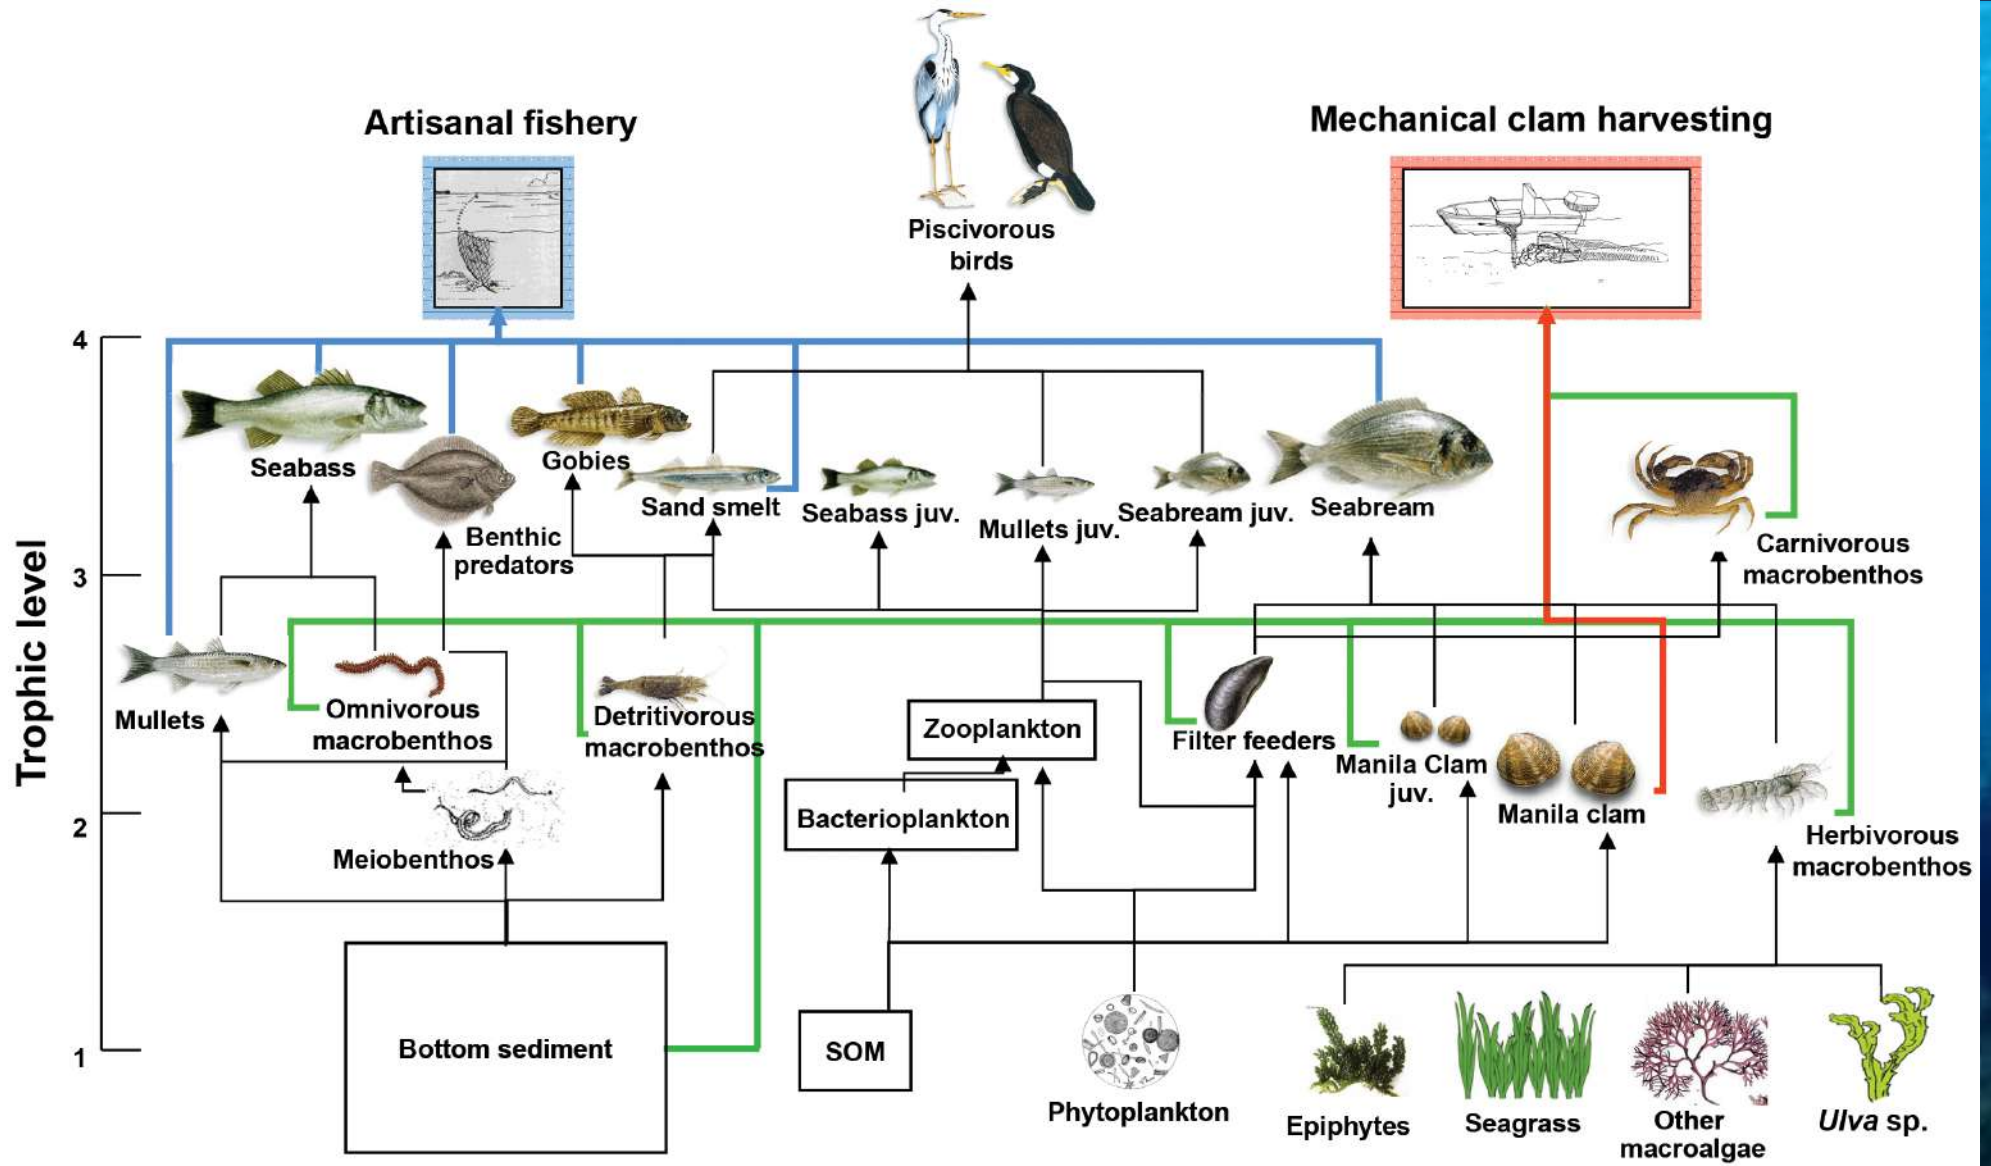 Artisanal fishery
Mechanical clam harvesting
Piscivorous
birds
Trophic level
4
3
2
1
Seabass
Gobies
Sand smelt
Seabass juv.
Mullets juv.
Seabream juv.
Seabream
Benthic
predators
Carnivorous
macrobenthos
Mullets
Omnivorous
macrobenthos
Detritivorous
macrobenthos
Zooplankton
Filter feeders
Manila Clam
juv.
Manila clam
Bacterioplankton
Herbivorous
macrobenthos
Meiobenthos
Bottom sediment
SOM
Phytoplankton
Epiphytes
Seagrass
Other
macroalgae
Ulva sp.